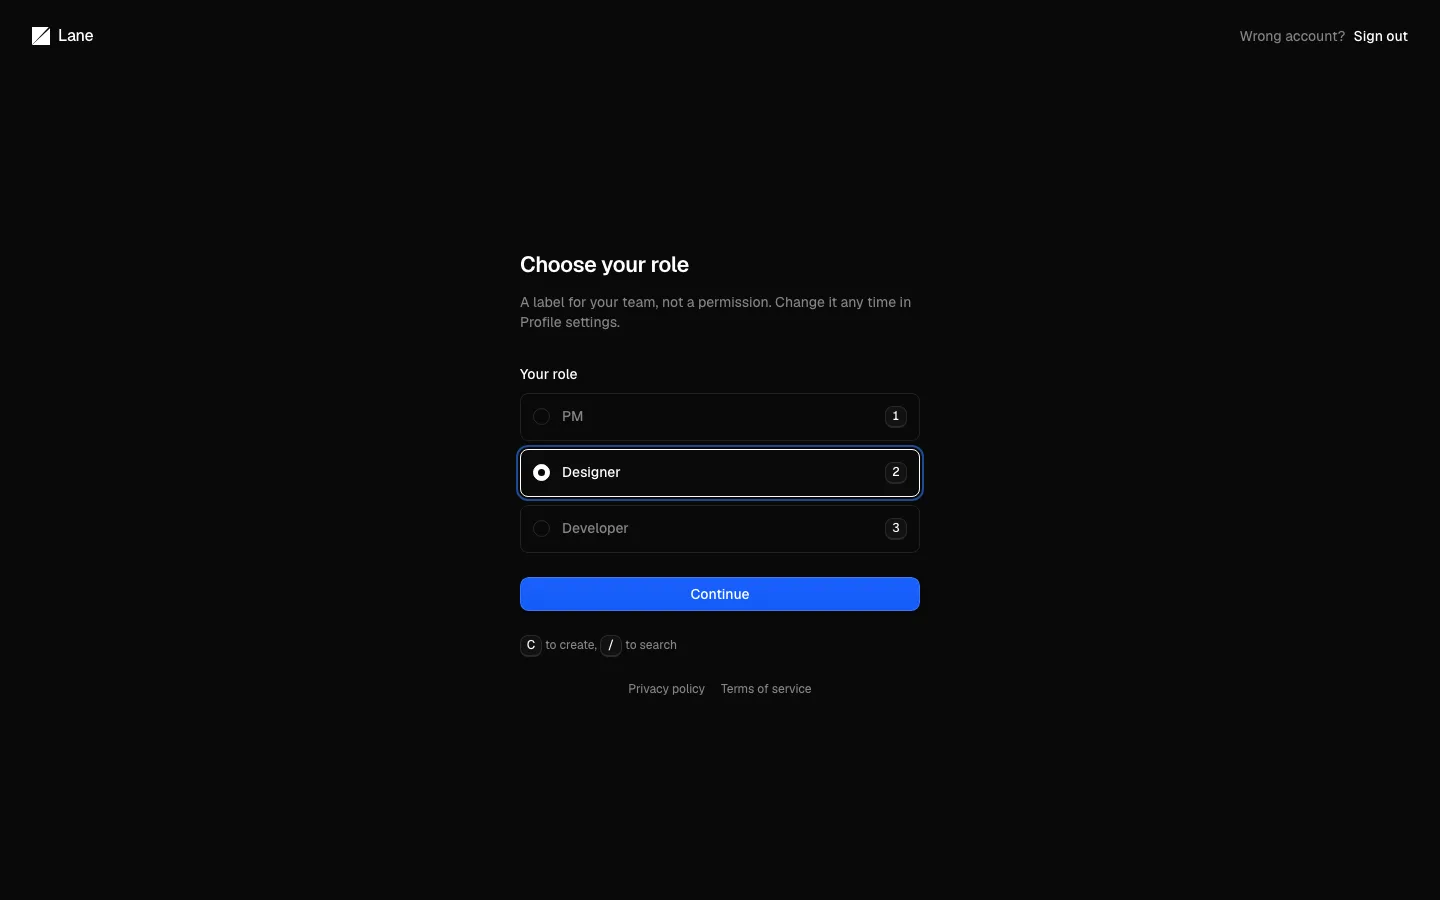 Lane
Wrong account? Sign out
Choose your role
A label for your team, not a permission. Change it any time in
Profile settings.
Your role
PM 1
Designer 2
Developer 3
Continue
C to create, / to search
Privacy policy Terms of service